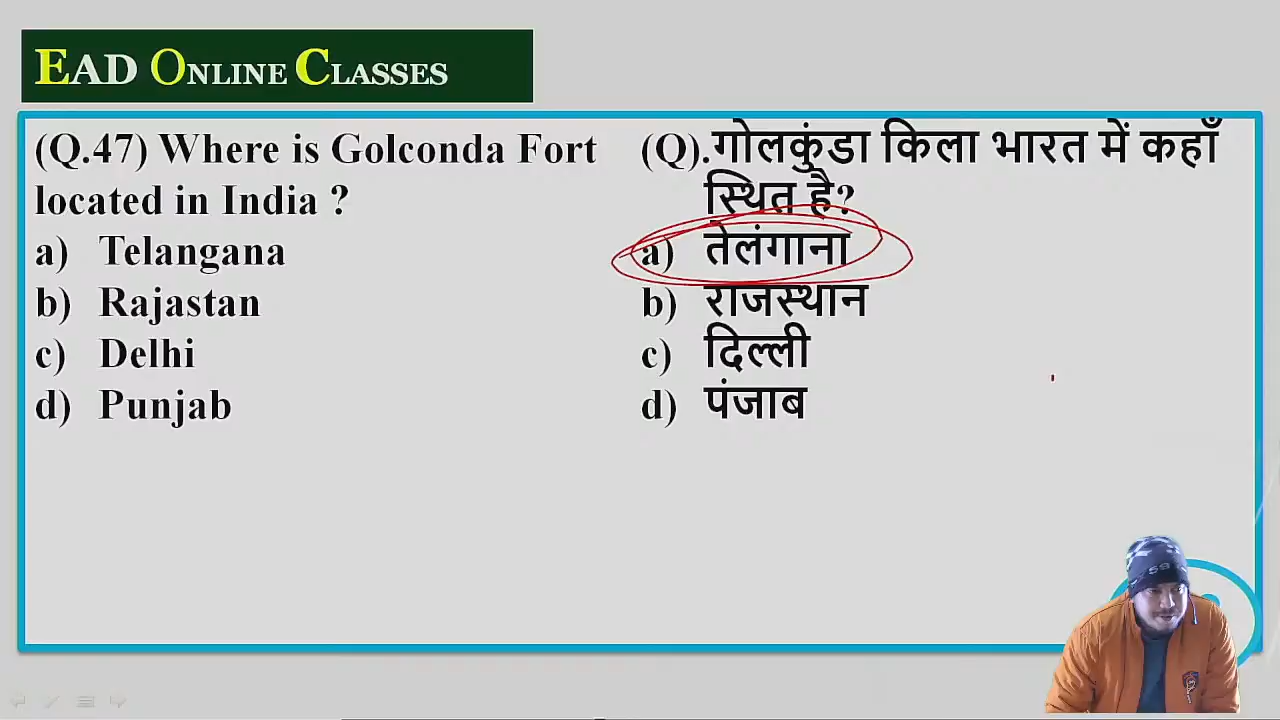 EAD ONLINE CLASSES
(Q.47) Where is Golconda Fort
located in India ?
a) Telangana
b) Rajastan
c) Delhi
d) Punjab
(Q).गोलकुंडा किला भारत में कहाँ
स्थित है?
a) तेलंगाना
b) राजस्थान
c) दिल्ली
d) पंजाब
59